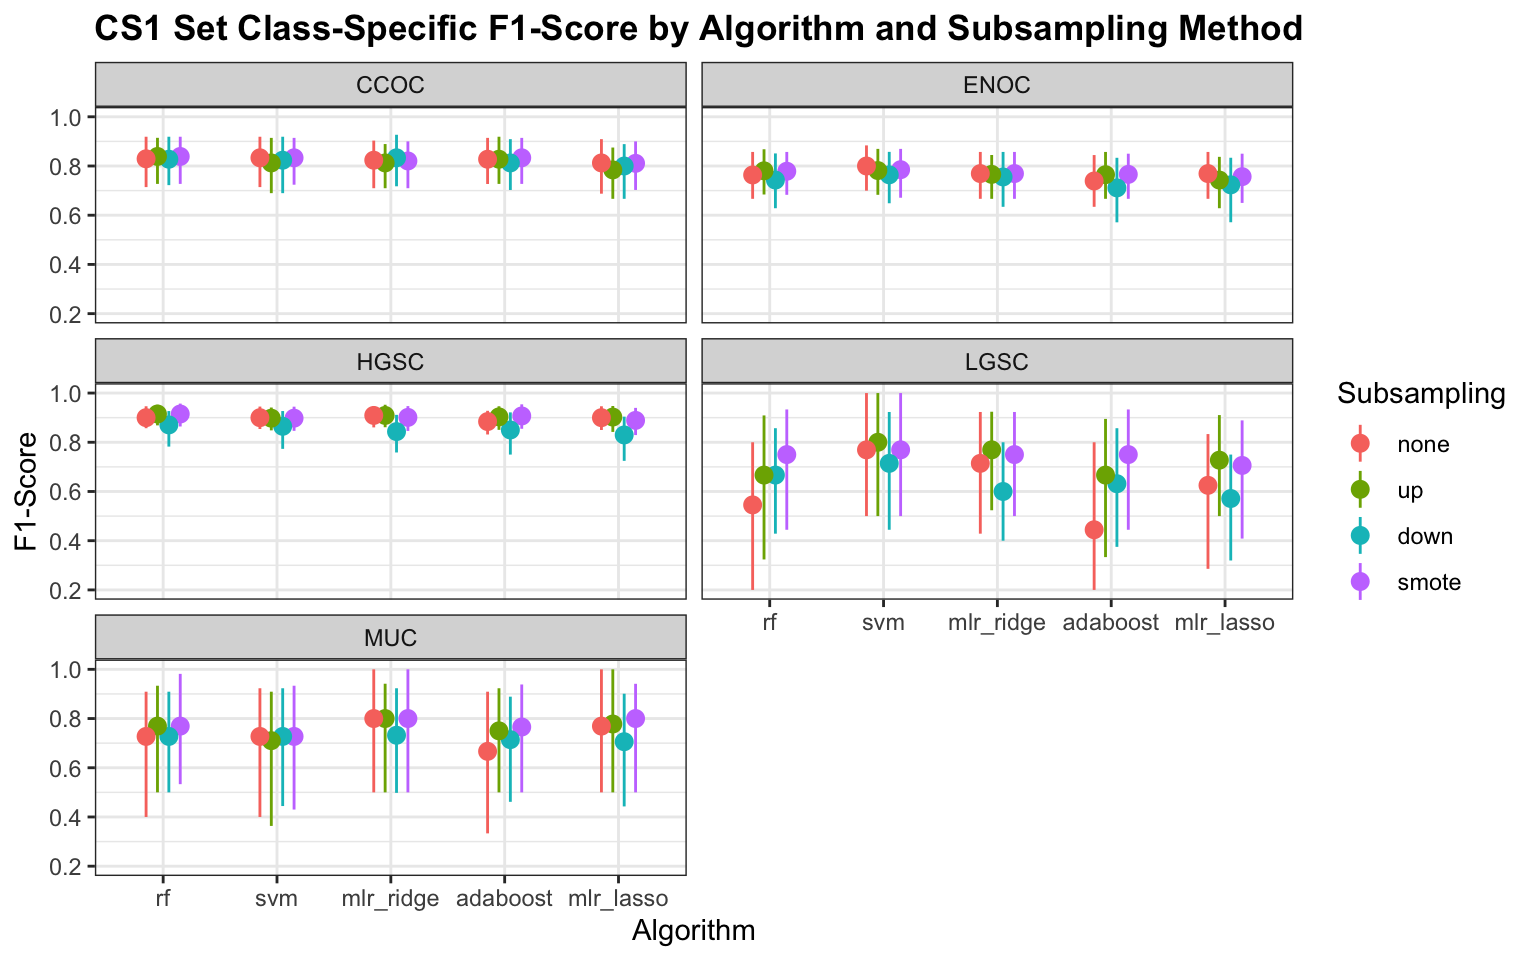 CS1 Set Class-Specific F1-Score by Algorithm and Subsampling Method
CCOC
ENOC
1.0
0.8
0.6
0.4
0.2
HGSC
LGSC
1.0
0.8
0.6
0.4
0.2
rf svm mlr_ridge adaboost mlr_lasso
MUC
1.0
0.8
0.6
0.4
0.2
rf svm mlr_ridge adaboost mlr_lasso
Algorithm
F1-Score
Subsampling
none
up
down
smote